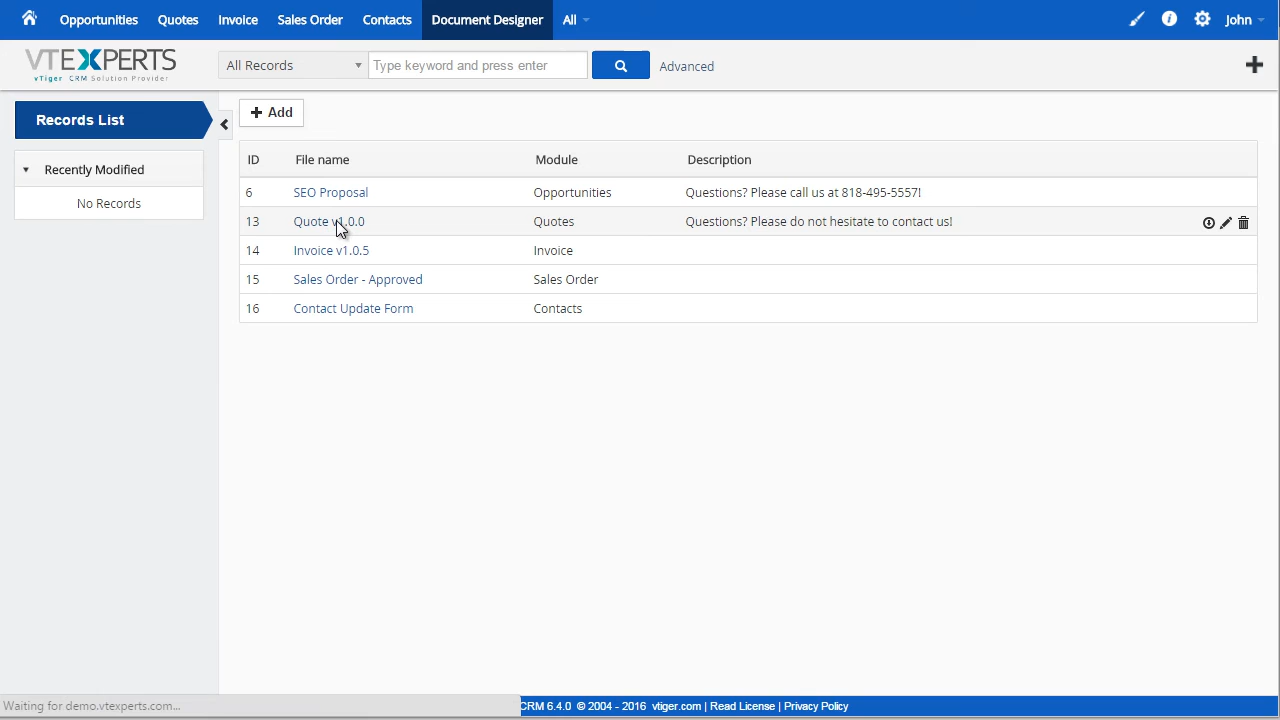 Opportunities Quotes Invoice Sales Order Contacts Document Designer All John
VTEXPERTS
vTiger CRM Solution Provider
All Records Type keyword and press enter Advanced
Records List
Add
Recently Modified
No Records
ID File name Module Description
6 SEO Proposal Opportunities Questions? Please call us at 818-495-5557!
13 Quote v1.0.0 Quotes Questions? Please do not hesitate to contact us!
14 Invoice v1.0.5 Invoice
15 Sales Order - Approved Sales Order
16 Contact Update Form Contacts
Waiting for demo.vtexperts.com... CRM 6.4.0 © 2004 - 2016 vtiger.com | Read License | Privacy Policy